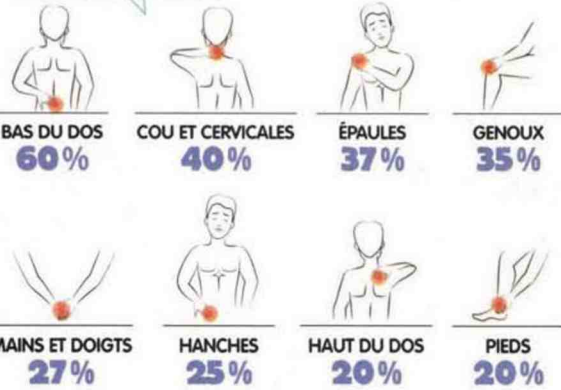 BAS DU DOS
60%
COU ET CERVICALES
40%
ÉPAULES
37%
GENOUX
35%
MAINS ET DOIGTS
27%
HANCHES
25%
HAUT DU DOS
20%
PIEDS
20%